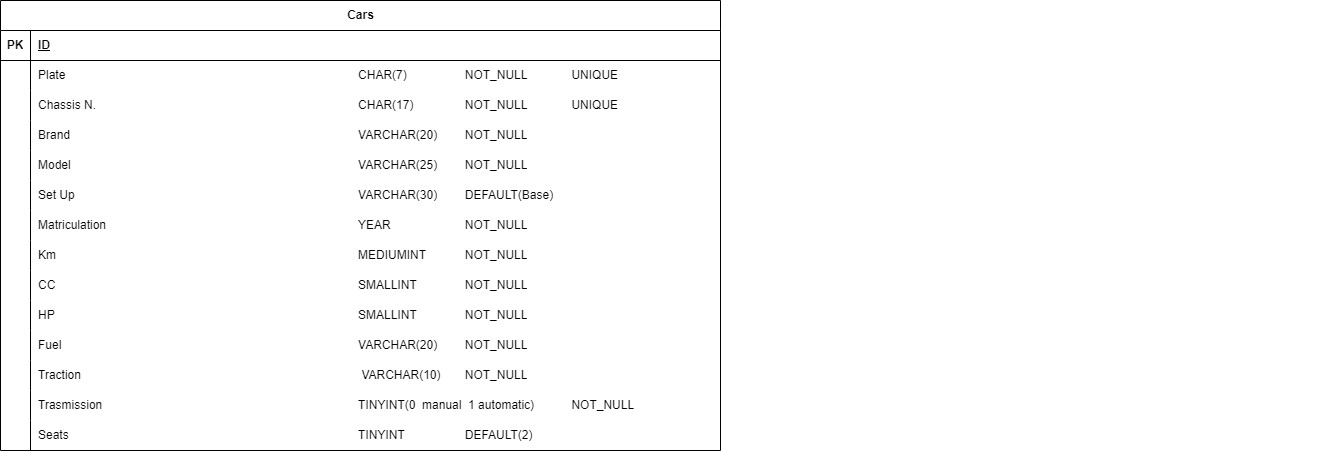 Cars
PK ID
Plate CHAR(7) NOT_NULL UNIQUE
Chassis N. CHAR(17) NOT_NULL UNIQUE
Brand VARCHAR(20) NOT_NULL
Model VARCHAR(25) NOT_NULL
Set Up VARCHAR(30) DEFAULT(Base)
Matriculation YEAR NOT_NULL
Km MEDIUMINT NOT_NULL
CC SMALLINT NOT_NULL
HP SMALLINT NOT_NULL
Fuel VARCHAR(20) NOT_NULL
Traction VARCHAR(10) NOT_NULL
Trasmission TINYINT(0 manual 1 automatic) NOT_NULL
Seats TINYINT DEFAULT(2)